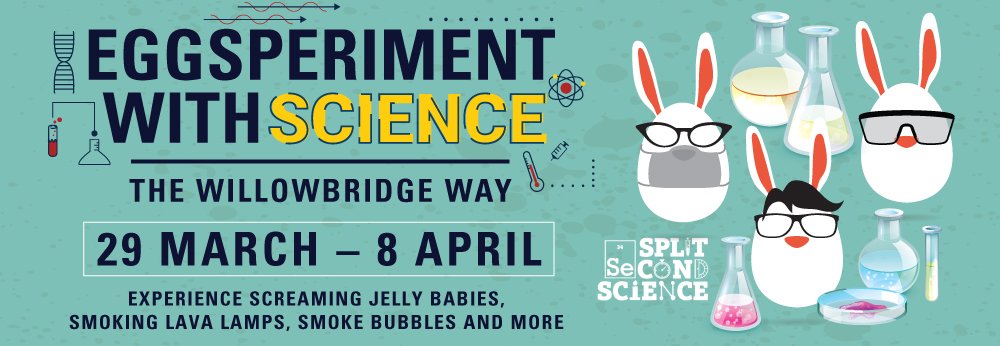 EGGSPERIMENT
WITH SCIENCE
THE WILLOWBRIDGE WAY
29 MARCH – 8 APRIL
EXPERIENCE SCREAMING JELLY BABIES,
SMOKING LAVA LAMPS, SMOKE BUBBLES AND MORE
34
SPLIT
SeCOND
SCiENCE